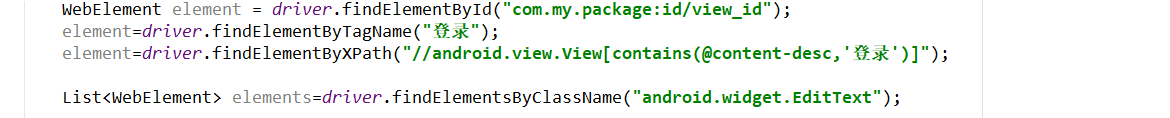 WebElement element = driver.findElementById("com.my.package:id/view_id");
element=driver.findElementByTagName("登录");
element=driver.findElementByXPath("//android.view.View[contains(@content-desc,'登录')]");
List<WebElement> elements=driver.findElementsByClassName("android.widget.EditText");